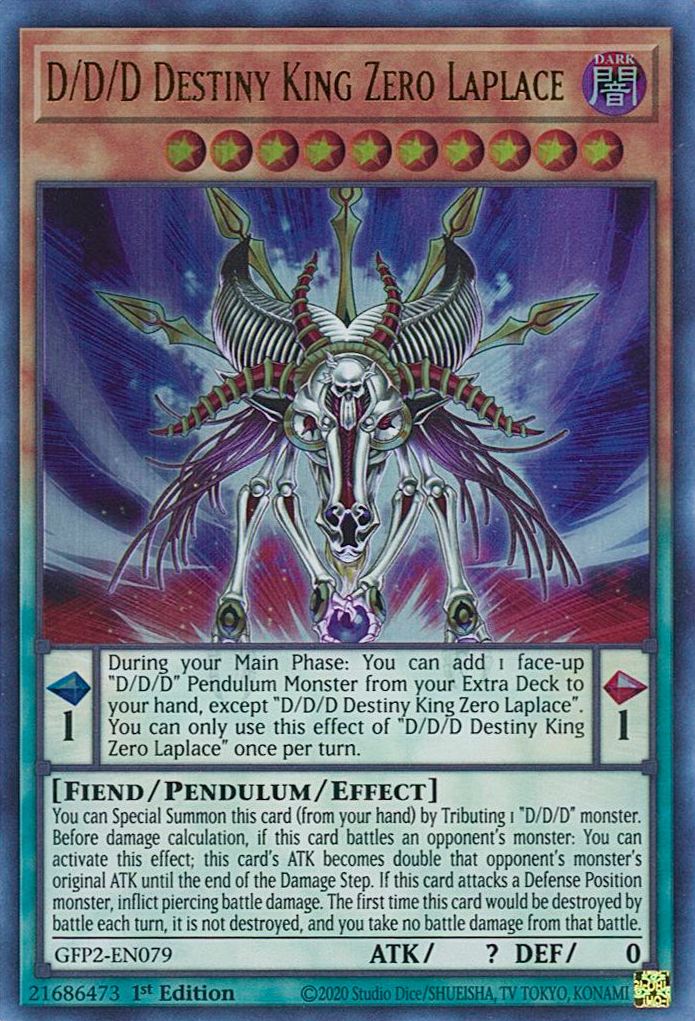 D/D/D Destiny King Zero Laplace
DARK
闇
During your Main Phase: You can add 1 face-up
"D/D/D" Pendulum Monster from your Extra Deck to
your hand, except "D/D/D Destiny King Zero Laplace".
You can only use this effect of "D/D/D Destiny King
Zero Laplace" once per turn.
1
1
[Fiend/Pendulum/Effect]
You can Special Summon this card (from your hand) by Tributing 1 "D/D/D" monster.
Before damage calculation, if this card battles an opponent's monster: You can
activate this effect; this card's ATK becomes double that opponent's monster's
original ATK until the end of the Damage Step. If this card attacks a Defense Position
monster, inflict piercing battle damage. The first time this card would be destroyed by
battle each turn, it is not destroyed, and you take no battle damage from that battle.
GFP2-EN079
ATK/ ? DEF/ 0
21686473 1st Edition
©2020 Studio Dice/SHUEISHA, TV TOKYO, KONAMI